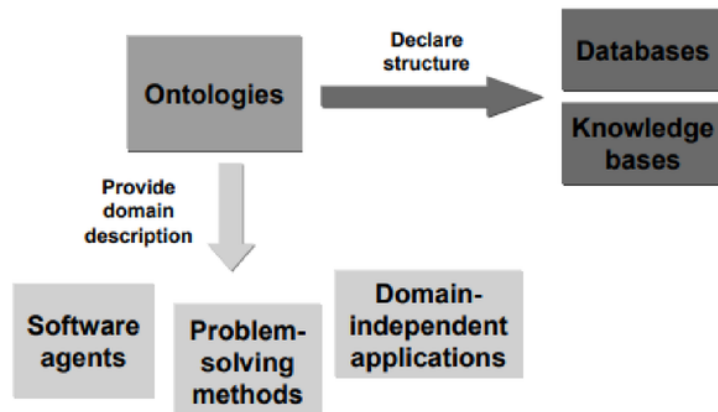 Ontologies
Declare
structure
Databases
Knowledge
bases
Provide
domain
description
Software
agents
Problem-
solving
methods
Domain-
independent
applications